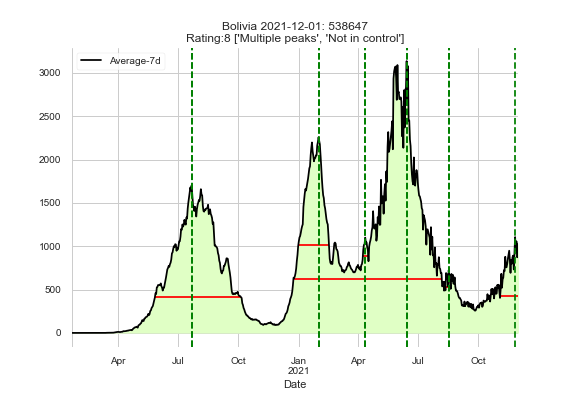 Bolivia 2021-12-01: 538647
Rating:8 ['Multiple peaks', 'Not in control']
Average-7d
3000
2500
2000
1500
1000
500
0
Apr Jul Oct Jan Apr Jul Oct
2021
Date